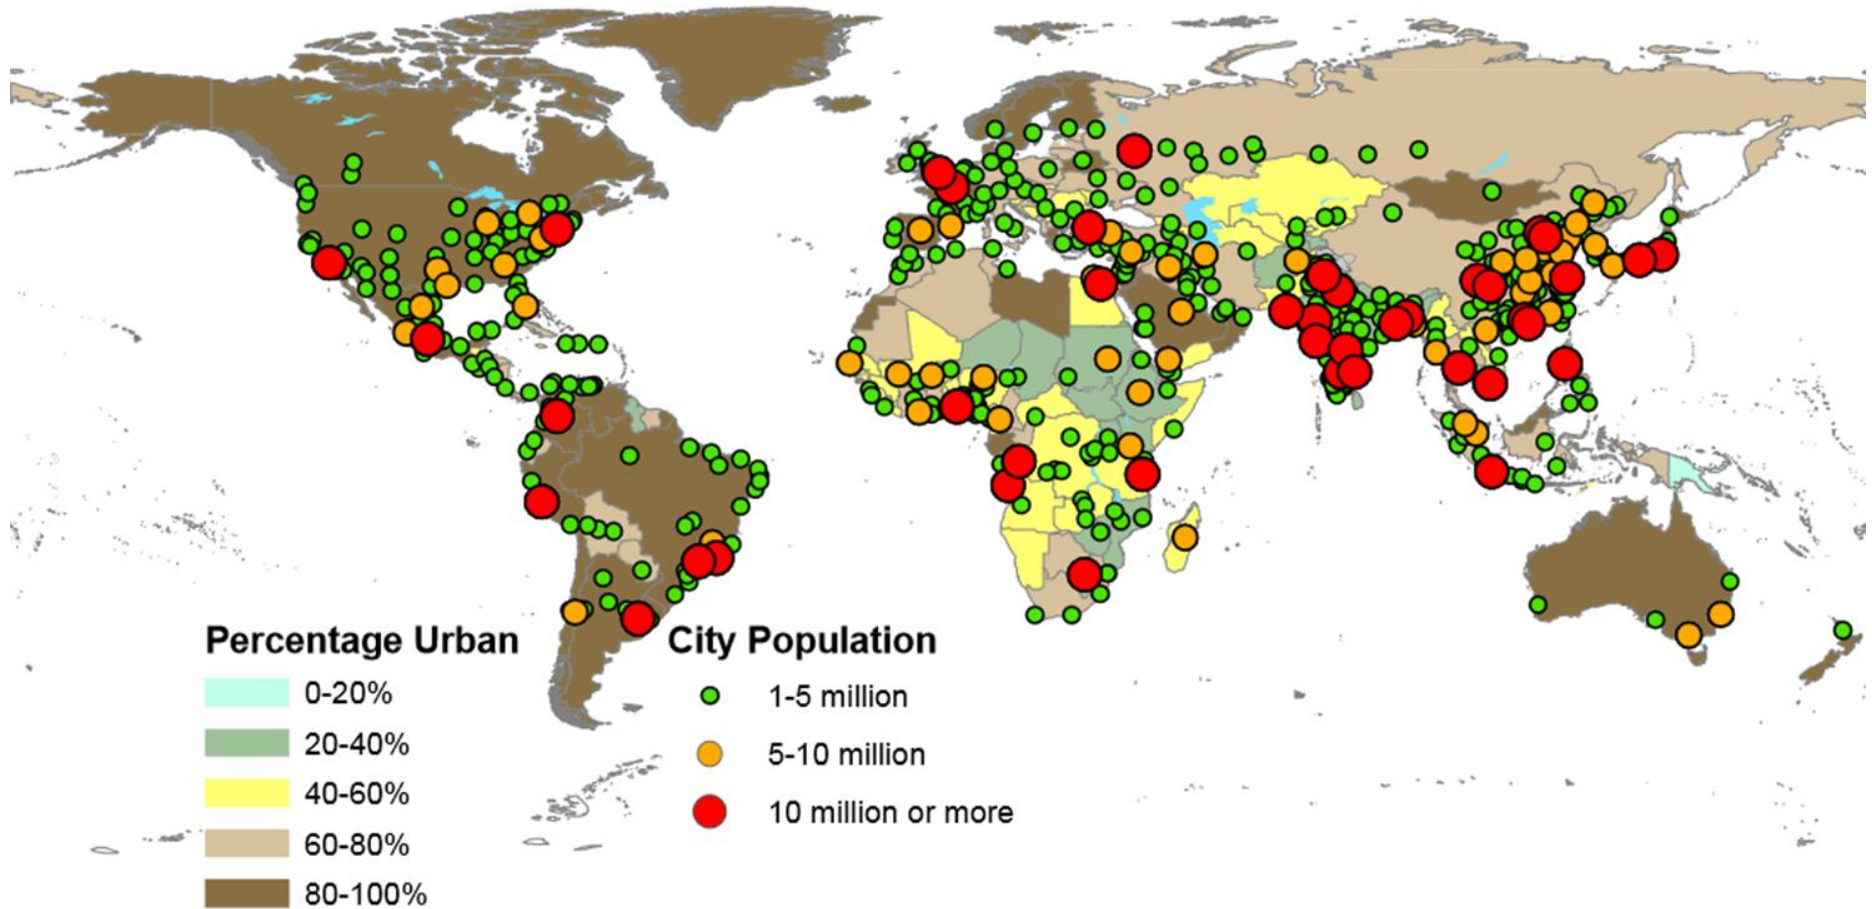 Percentage Urban
0-20%
20-40%
40-60%
60-80%
80-100%
City Population
1-5 million
5-10 million
10 million or more